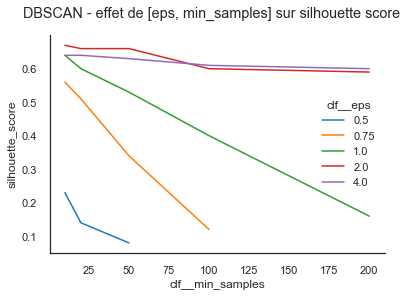 DBSCAN - effet de [eps, min_samples] sur silhouette score
silhouette_score
0.6
0.5
0.4
0.3
0.2
0.1
clf__eps
0.5
0.75
1.0
2.0
4.0
25 50 75 100 125 150 175 200
clf__min_samples